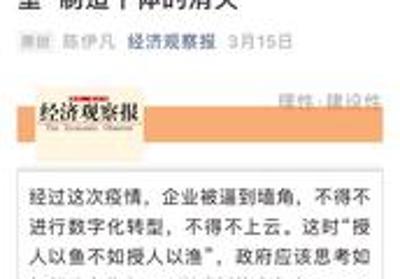 制造个体的消失
原创 陈伊凡 经济观察报 3月15日
理性·建设性
经济观察报
The Economic Observer
经过这次疫情，企业被逼到墙角，不得不
进行数字化转型，不得不上云。这时“授
人以鱼不如授人以渔”，政府应该思考如